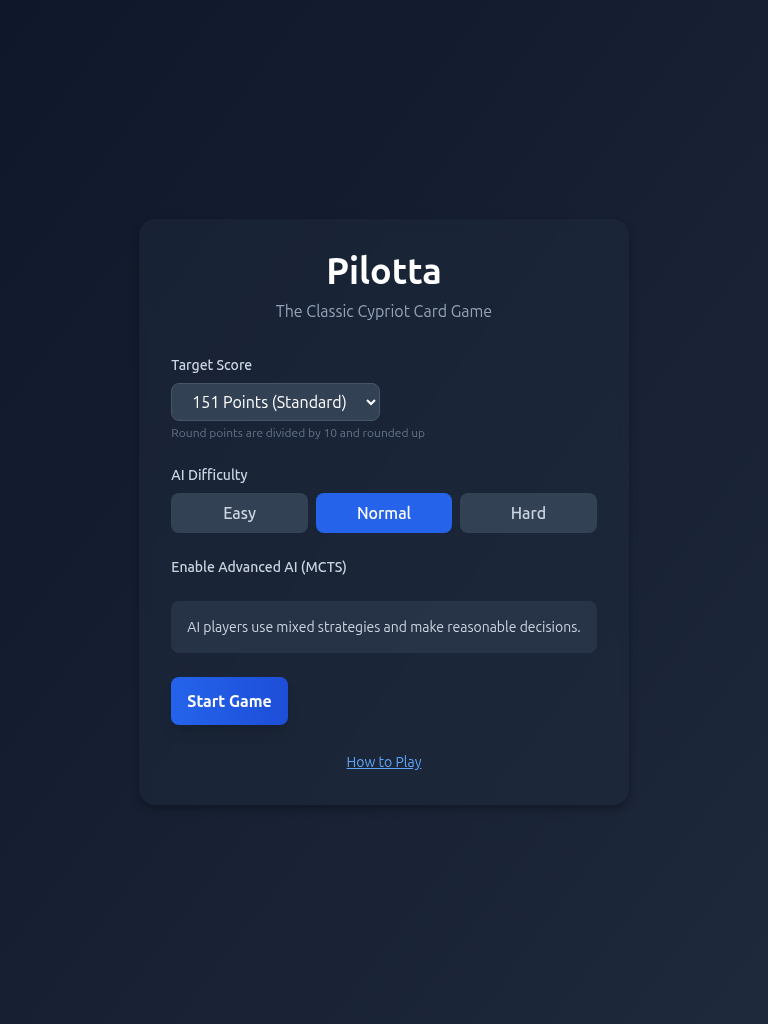 Pilotta
The Classic Cypriot Card Game
Target Score
151 Points (Standard)
Round points are divided by 10 and rounded up
AI Difficulty
Easy
Normal
Hard
Enable Advanced AI (MCTS)
AI players use mixed strategies and make reasonable decisions.
Start Game
How to Play